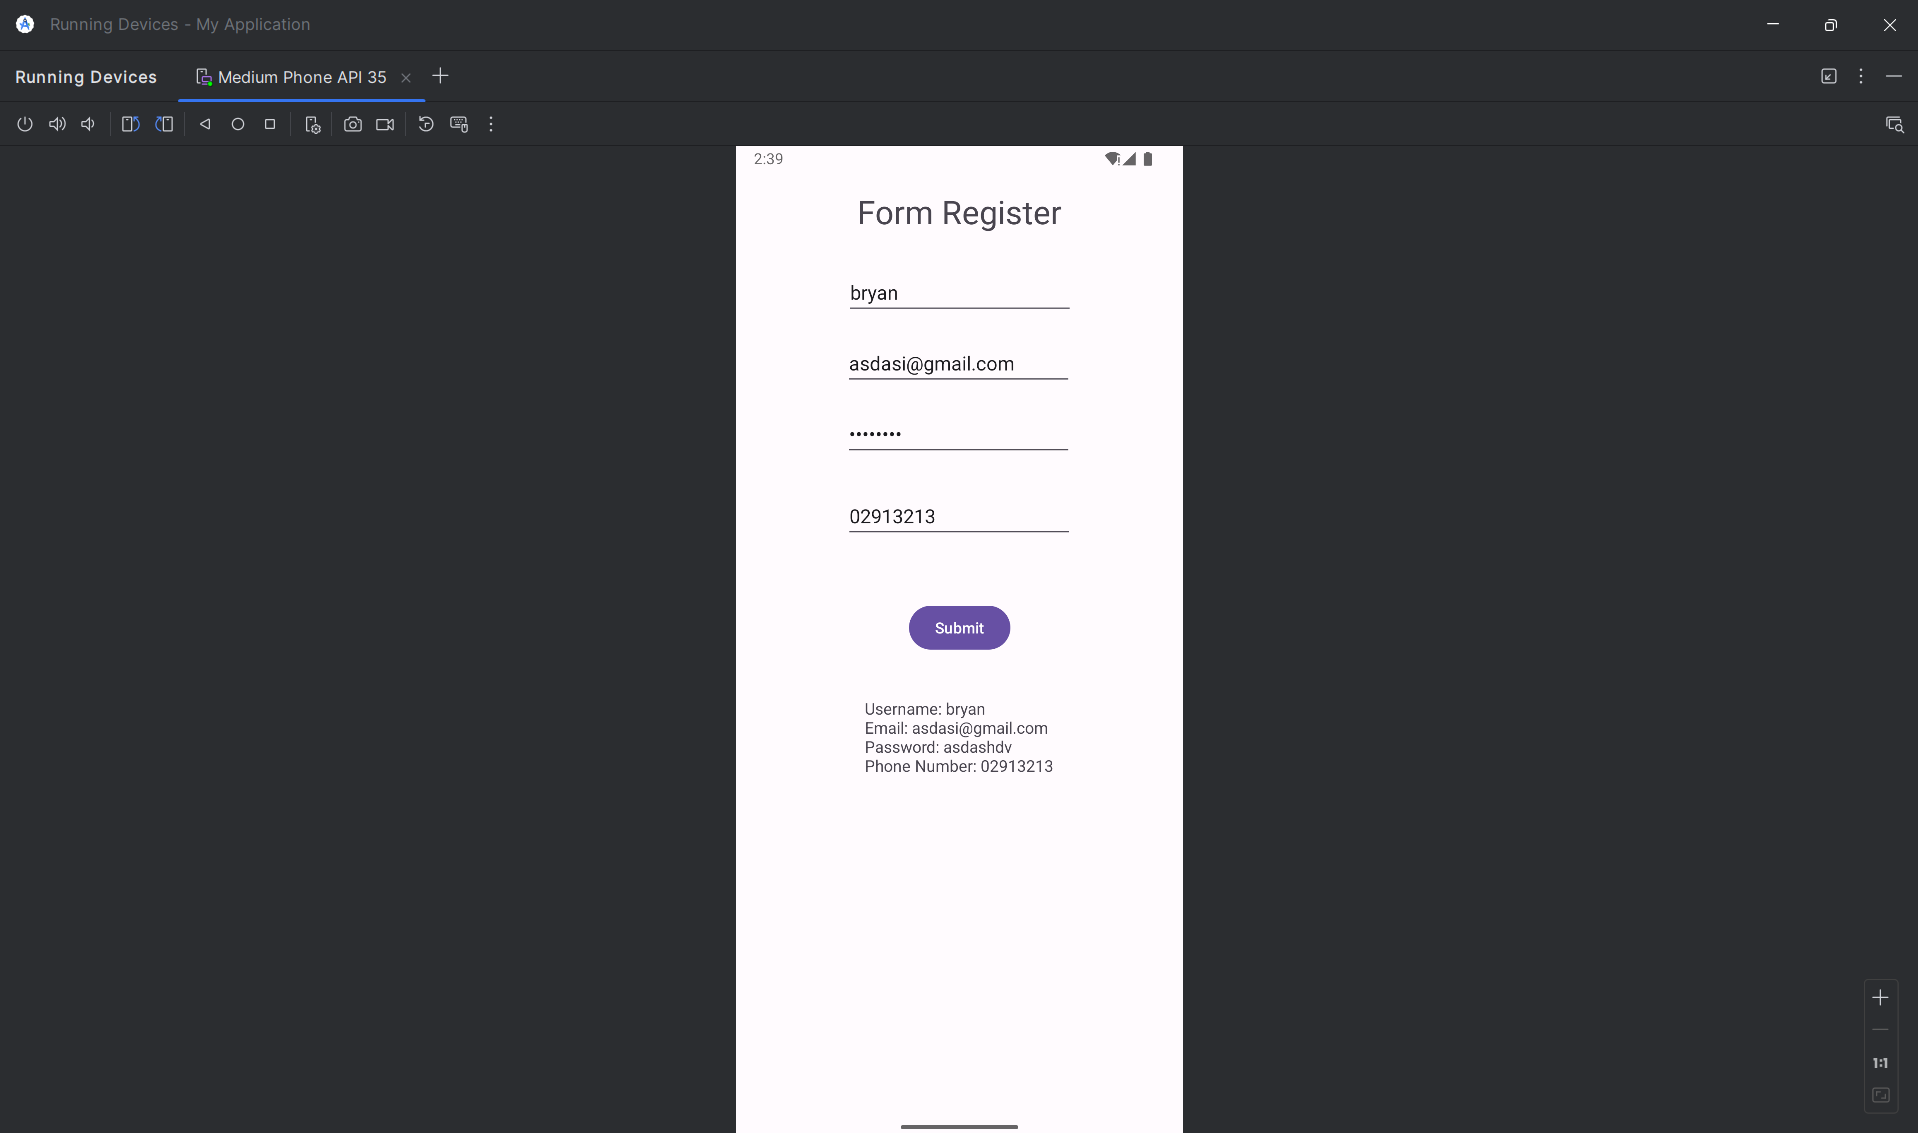 Running Devices - My Application
Running Devices
Medium Phone API 35
2:39
Form Register
bryan
asdasi@gmail.com
••••••••
02913213
Submit
Username: bryan
Email: asdasi@gmail.com
Password: asdashdv
Phone Number: 02913213
1:1